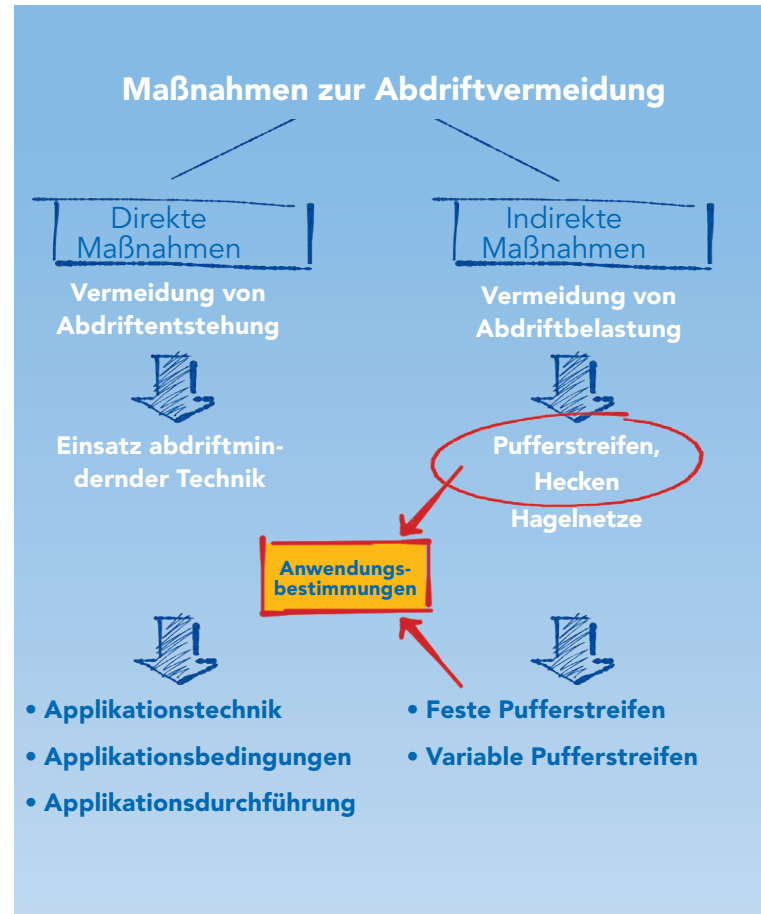 Maßnahmen zur Abdriftvermeidung
Direkte
Maßnahmen
Vermeidung von
Abdriftentstehung
Einsatz abdriftmin-
dernder Technik
Indirekte
Maßnahmen
Vermeidung von
Abdriftbelastung
Pufferstreifen,
Hecken
Hagelnetze
Anwendungs-
bestimmungen
• Applikationstechnik
• Applikationsbedingungen
• Applikationsdurchführung
• Feste Pufferstreifen
• Variable Pufferstreifen